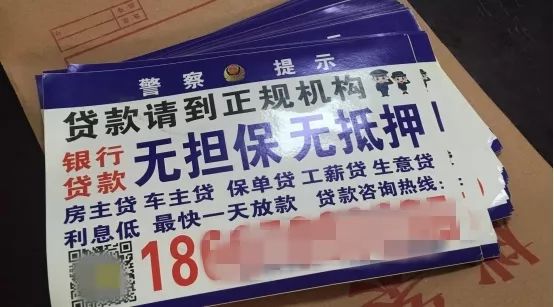 警察 提示
贷款请到正规机构
银行贷款 无担保 无抵押
房主贷 车主贷 保单贷 工薪贷 生意贷
利息低 最快一天放款 贷款咨询热线:
18